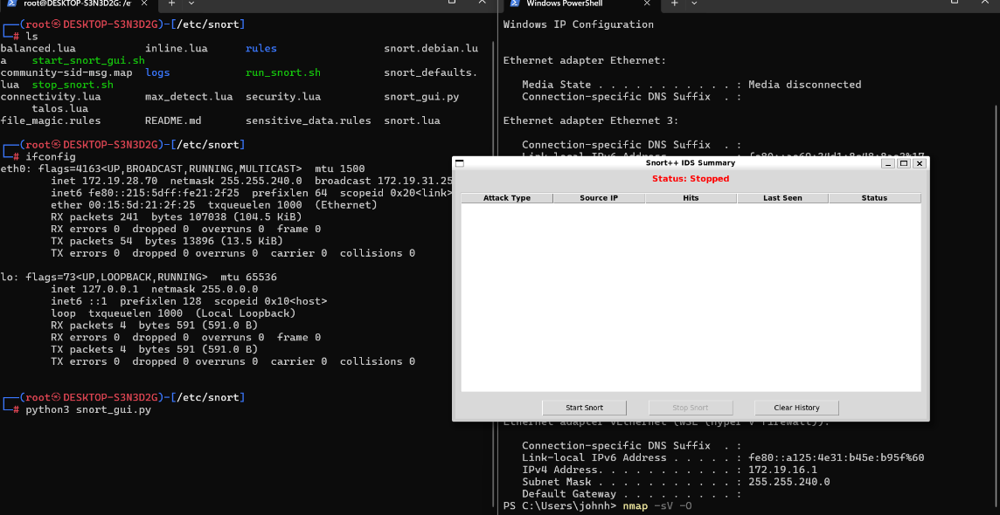 root@DESKTOP-S3N3D2G: /e
┌──(root㉿DESKTOP-S3N3D2G)-[/etc/snort]
└─# ls
balanced.lua inline.lua rules snort.debian.lu
a start_snort_gui.sh
community-sid-msg.map logs run_snort.sh snort_defaults.
lua stop_snort.sh
connectivity.lua max_detect.lua security.lua snort_gui.py
talos.lua
file_magic.rules README.md sensitive_data.rules snort.lua
┌──(root㉿DESKTOP-S3N3D2G)-[/etc/snort]
└─# ifconfig
eth0: flags=4163<UP,BROADCAST,RUNNING,MULTICAST> mtu 1500
inet 172.19.28.70 netmask 255.255.240.0 broadcast 172.19.31.25
inet6 fe80::215:5dff:fe21:2f25 prefixlen 64 scopeid 0x20<link>
ether 00:15:5d:21:2f:25 txqueuelen 1000 (Ethernet)
RX packets 241 bytes 107038 (104.5 KiB)
RX errors 0 dropped 0 overruns 0 frame 0
TX packets 54 bytes 13896 (13.5 KiB)
TX errors 0 dropped 0 overruns 0 carrier 0 collisions 0
lo: flags=73<UP,LOOPBACK,RUNNING> mtu 65536
inet 127.0.0.1 netmask 255.0.0.0
inet6 ::1 prefixlen 128 scopeid 0x10<host>
loop txqueuelen 1000 (Local Loopback)
RX packets 4 bytes 591 (591.0 B)
RX errors 0 dropped 0 overruns 0 frame 0
TX packets 4 bytes 591 (591.0 B)
TX errors 0 dropped 0 overruns 0 carrier 0 collisions 0
┌──(root㉿DESKTOP-S3N3D2G)-[/etc/snort]
└─# python3 snort_gui.py
Windows PowerShell
Windows IP Configuration
Ethernet adapter Ethernet:
Media State . . . . . . . . . . . : Media disconnected
Connection-specific DNS Suffix . :
Ethernet adapter Ethernet 3:
Connection-specific DNS Suffix . :
Snort++ IDS Summary
Status: Stopped
Attack Type Source IP Hits Last Seen Status
Start Snort Stop Snort Clear History
Ethernet adapter vEthernet (WSL (Hyper-V firewall)):
Connection-specific DNS Suffix . :
Link-local IPv6 Address . . . . . : fe80::a125:4e31:b45e:b95f%60
IPv4 Address. . . . . . . . . . . : 172.19.16.1
Subnet Mask . . . . . . . . . . . : 255.255.240.0
Default Gateway . . . . . . . . . :
PS C:\Users\johnh> nmap -sV -O